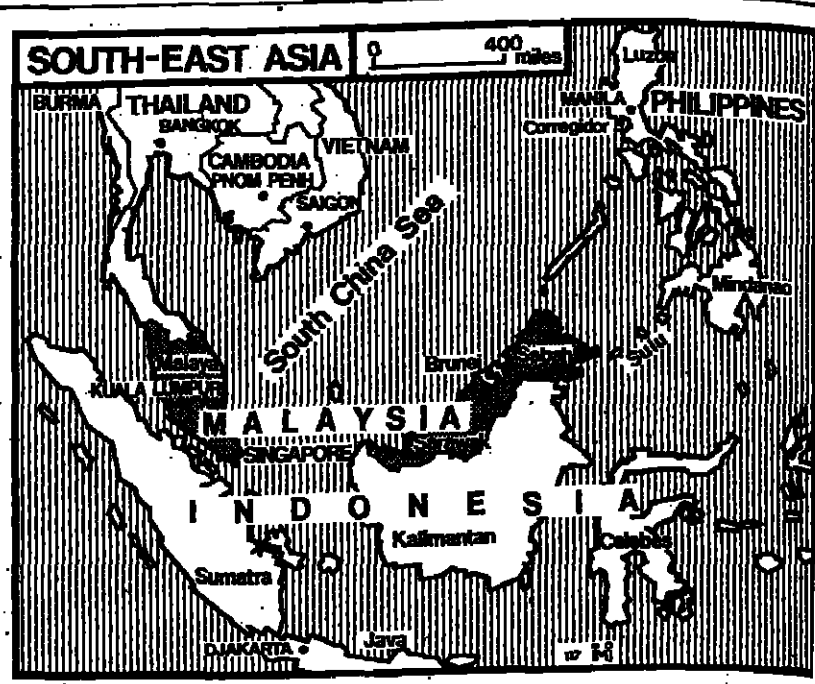 SOUTH-EAST ASIA
0 400 miles
Luzon
BURMA THAILAND
BANGKOK
MANILA PHILIPPINES
Corregidor
CAMBODIA
VIETNAM
PNOM PENH
SAIGON
South China Sea
Mindanao
Malaya
Brunei
Sabah
Sulu
KUALA LUMPUR
MALAYSIA
Sarawak
SINGAPORE
INDONESIA
Kalimantan
Celebes
Sumatra
DJAKARTA
Java